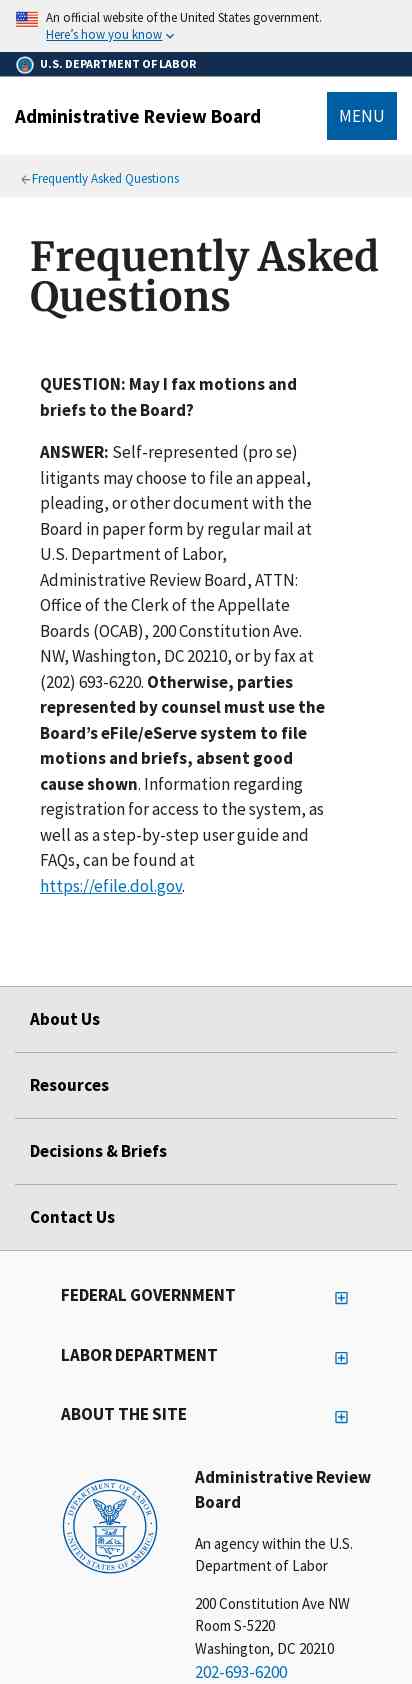 An official website of the United States government.
Here's how you know
U.S. DEPARTMENT OF LABOR
Administrative Review Board
MENU
Frequently Asked Questions
Frequently Asked
Questions
QUESTION: May I fax motions and
briefs to the Board?
ANSWER: Self-represented (pro se)
litigants may choose to file an appeal,
pleading, or other document with the
Board in paper form by regular mail at
U.S. Department of Labor,
Administrative Review Board, ATTN:
Office of the Clerk of the Appellate
Boards (OCAB), 200 Constitution Ave.
NW, Washington, DC 20210, or by fax at
(202) 693-6220. Otherwise, parties
represented by counsel must use the
Board’s eFile/eServe system to file
motions and briefs, absent good
cause shown. Information regarding
registration for access to the system, as
well as a step-by-step user guide and
FAQs, can be found at
https://efile.dol.gov.
About Us
Resources
Decisions & Briefs
Contact Us
FEDERAL GOVERNMENT
LABOR DEPARTMENT
ABOUT THE SITE
DEPARTMENT OF LABOR
UNITED STATES OF AMERICA
Administrative Review
Board
An agency within the U.S.
Department of Labor
200 Constitution Ave NW
Room S-5220
Washington, DC 20210
202-693-6200